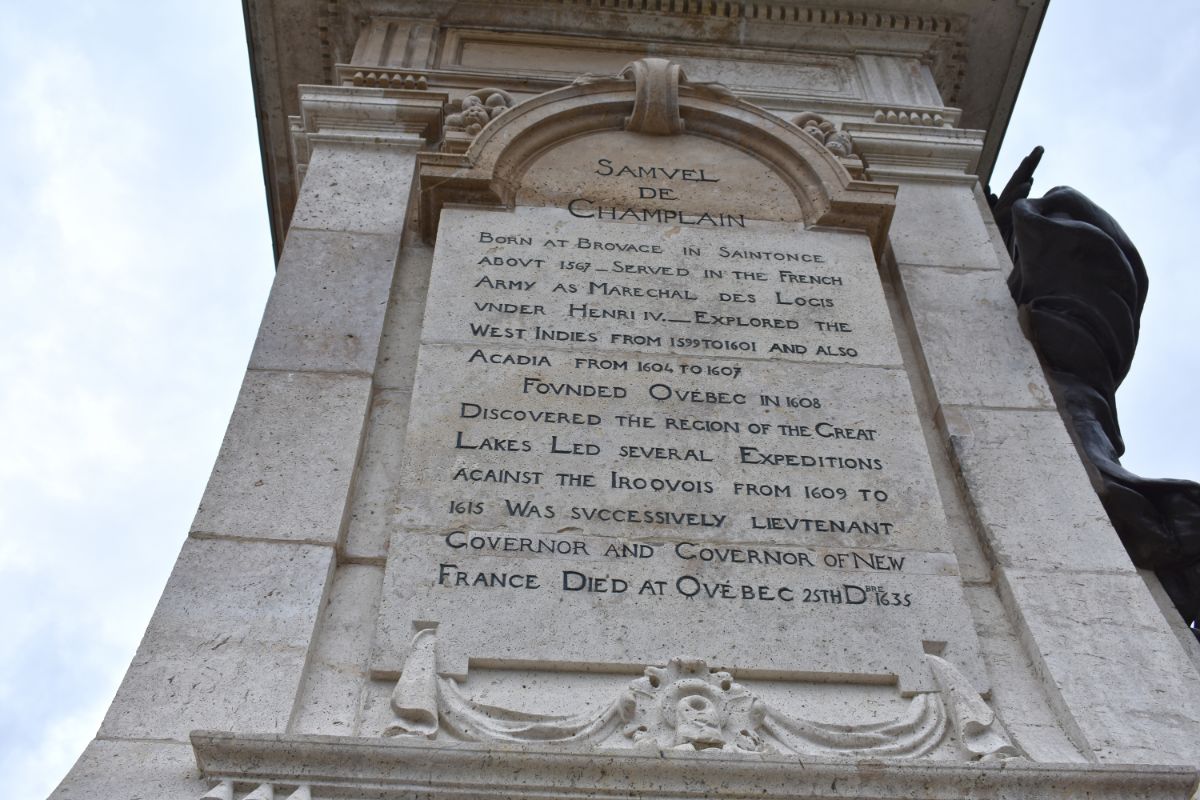 SAMVEL
DE
CHAMPLAIN
BORN AT BROVAGE IN SAINTONGE
ABOVT 1567 – SERVED IN THE FRENCH
ARMY AS MARECHAL DES LOGIS
VNDER HENRI IV. – EXPLORED THE
WEST INDIES FROM 1599 TO 1601 AND ALSO
ACADIA FROM 1604 TO 1607
FOVNDED QVÉBEC IN 1608
DISCOVERED THE REGION OF THE GREAT
LAKES LED SEVERAL EXPEDITIONS
AGAINST THE IROQVOIS FROM 1609 TO
1615 WAS SVCCESSIVELY LIEVTENANT
GOVERNOR AND GOVERNOR OF NEW
FRANCE DIE'D AT QVÉBEC 25TH DBRE 1635